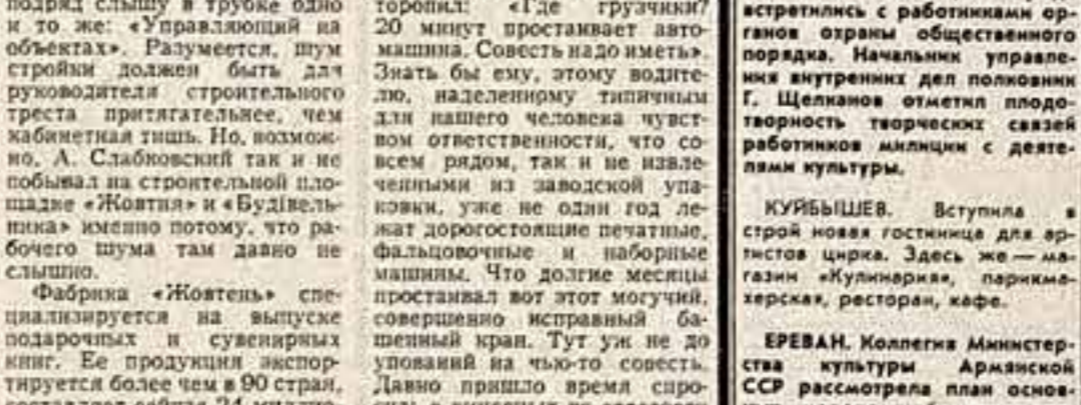 подряд слышу в трубке одно
и то же: «Управляющий на
объектах». Разумеется, шум
стройки должен быть для
руководителя строительного
треста притягательнее, чем
кабинетная тишь. Но, возмож-
но, А. Слабковский так и не
побывал на строительной пло-
щадке «Жовтня» и «Будівель-
ника» именно потому, что ра-
бочего шума там давно не
слышно.
Фабрика «Жовтень» спе-
циализируется на выпуске
подарочных и сувенирных
книг. Ее продукция экспор-
тируется более чем в 90 стран,
торопил: «Где грузчики?
20 минут простаивает авто-
машина. Совесть надо иметь».
Знать бы ему, этому водите-
лю, наделенному типичным
для нашего человека чувст-
вом ответственности, что со-
всем рядом, так и не извле-
ченными из заводской упа-
ковки, уже не один год ле-
жат дорогостоящие печатные,
фальцовочные и наборные
машины. Что долгие месяцы
простаивал вот этот могучий,
совершенно исправный ба-
шенный кран. Тут уж не до
упований на чью-то совесть.
Давно пришло время спро-
встретились с работниками ор-
ганов охраны общественного
порядка. Начальник управле-
ния внутренних дел полковник
Г. Щелканов отметил плодо-
творность творческих связей
работников милиции с деяте-
лями культуры.
КУЙБЫШЕВ. Вступила в
строй новая гостиница для ар-
тистов цирка. Здесь же — ма-
газин «Кулинария», парикма-
херская, ресторан, кафе.
ЕРЕВАН. Коллегия Министер-
ства культуры Армянской
ССР рассмотрела план основ-